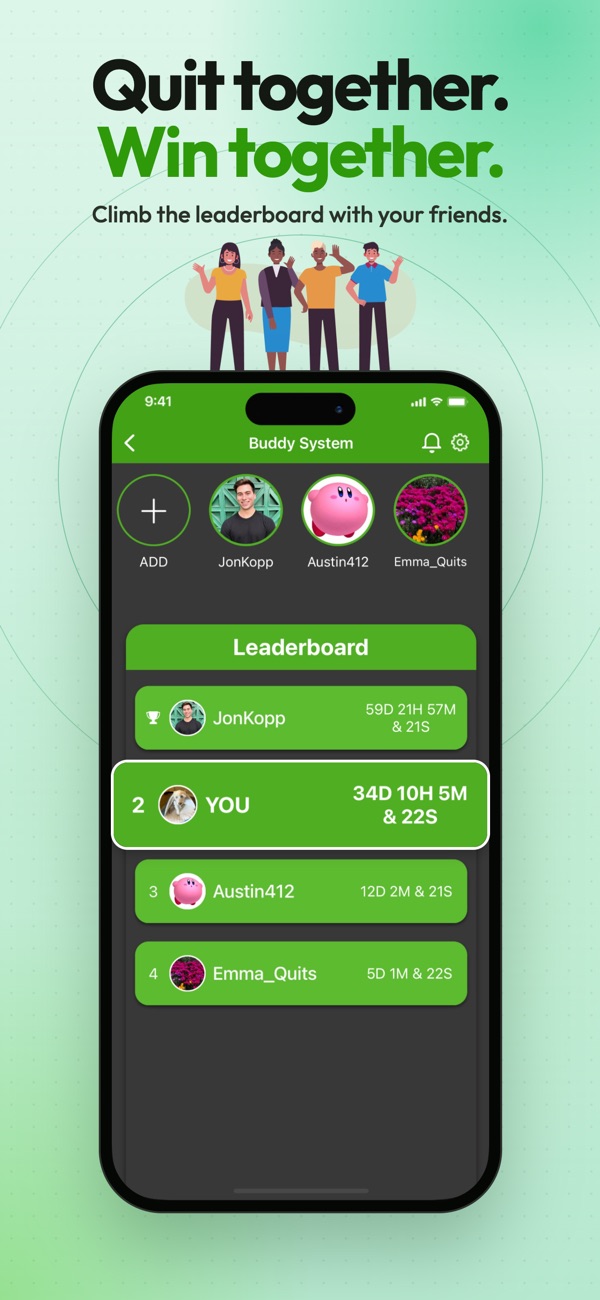 Quit together.
Win together.
Climb the leaderboard with your friends.
9:41
Buddy System
ADD
JonKopp
Austin412
Emma_Quits
Leaderboard
JonKopp
59D 21H 57M
& 21S
2
YOU
34D 10H 5M
& 22S
3
Austin412
12D 2M & 21S
4
Emma_Quits
5D 1M & 22S